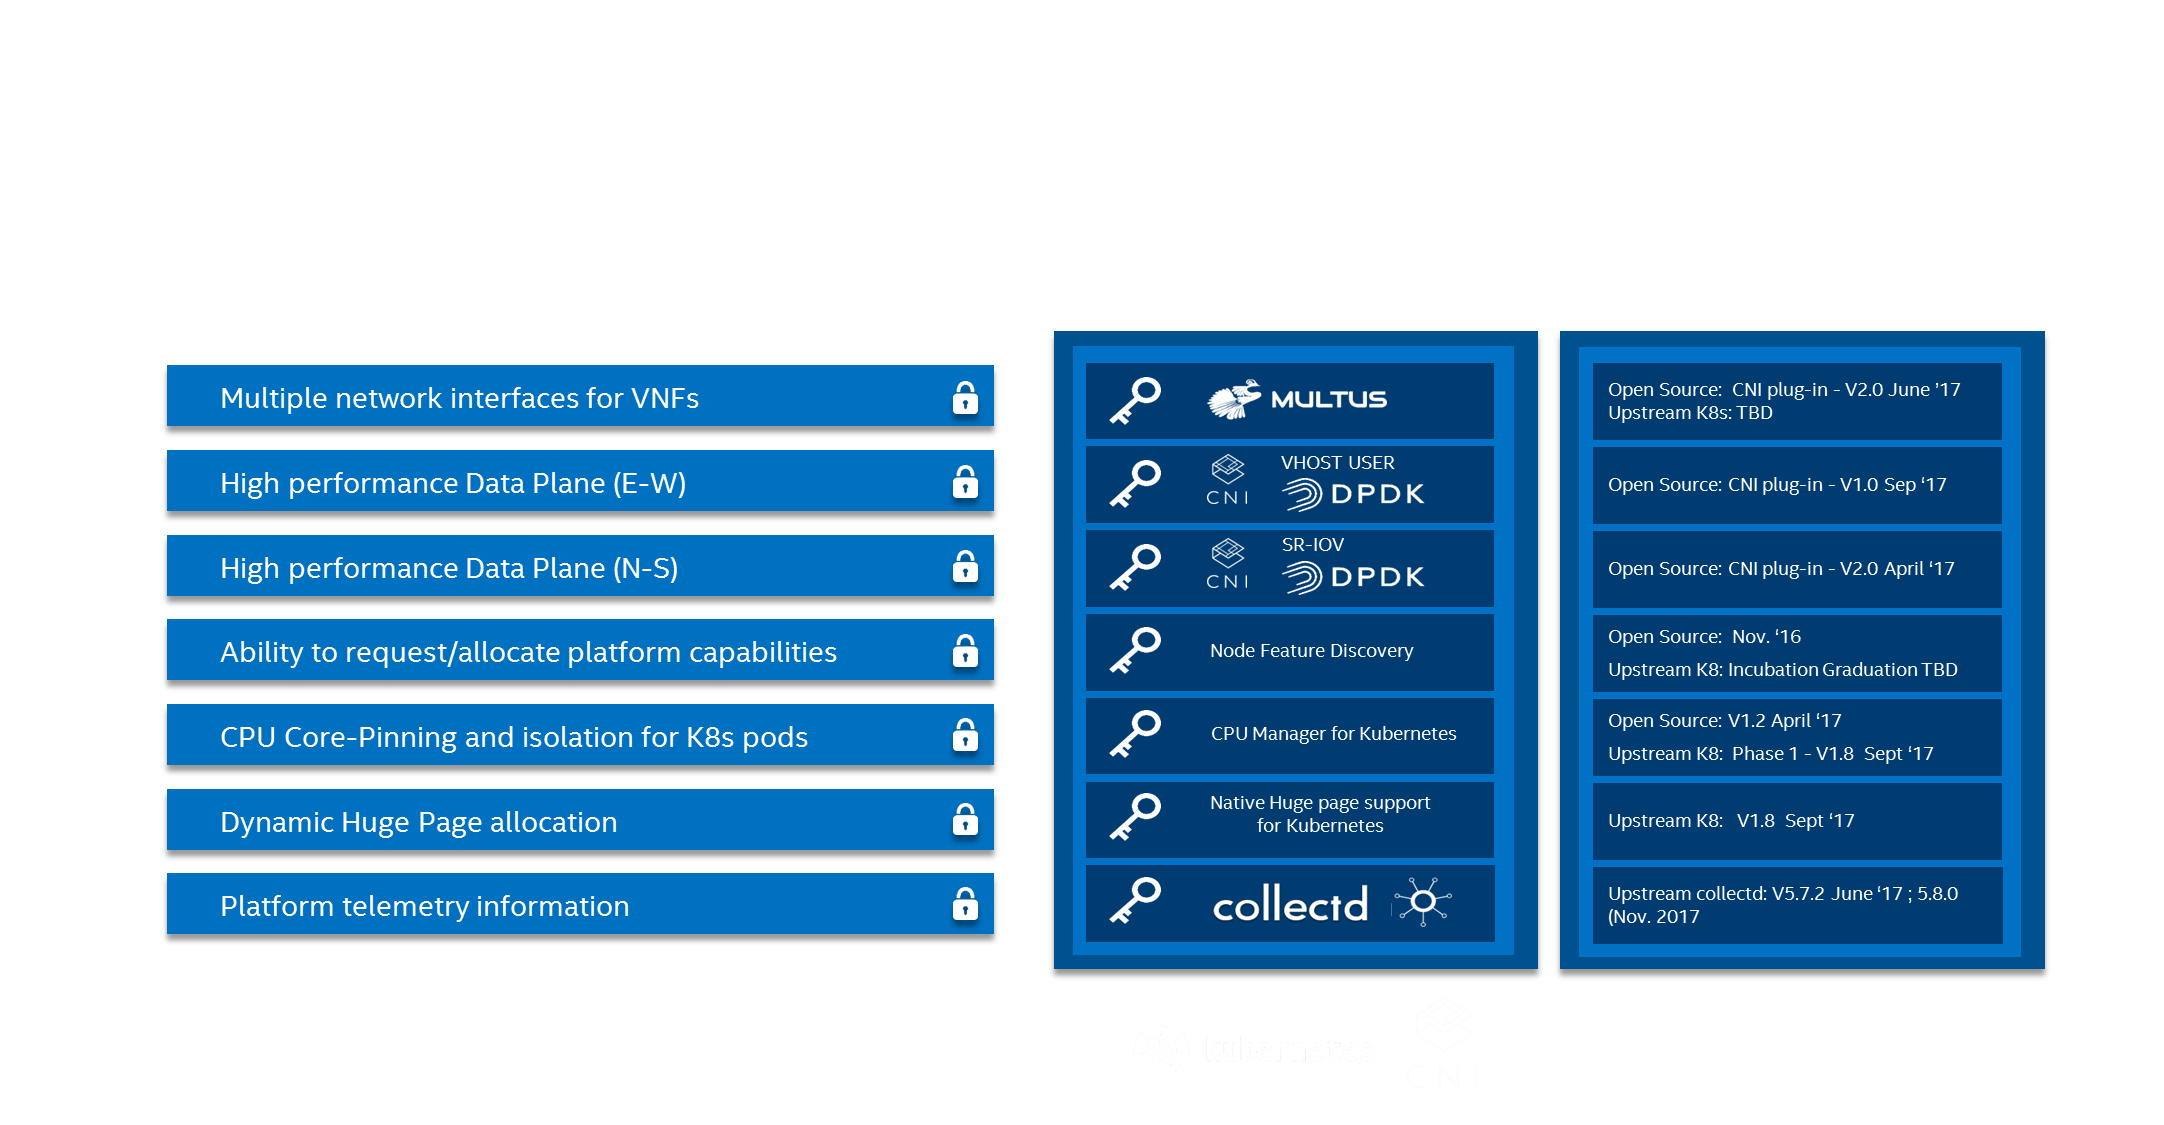 Multiple network interfaces for VNFs
MULTUS
Open Source:  CNI plug-in - V2.0 June ’17
Upstream K8s: TBD
High performance Data Plane (E-W)
CNI
VHOST USER
DPDK
Open Source: CNI plug-in - V1.0 Sep ‘17
High performance Data Plane (N-S)
CNI
SR-IOV
DPDK
Open Source: CNI plug-in - V2.0 April ‘17
Ability to request/allocate platform capabilities
Node Feature Discovery
Open Source:  Nov. ‘16
Upstream K8: Incubation Graduation TBD
CPU Core-Pinning and isolation for K8s pods
CPU Manager for Kubernetes
Open Source: V1.2 April ‘17
Upstream K8:  Phase 1 - V1.8  Sept ‘17
Dynamic Huge Page allocation
Native Huge page support
for Kubernetes
Upstream K8:   V1.8  Sept ‘17
Platform telemetry information
collectd
Upstream collectd: V5.7.2 June ‘17 ; 5.8.0
(Nov. 2017